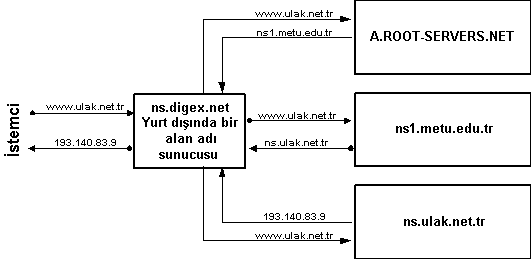 www.ulak.net.tr
ns1.metu.edu.tr
A.ROOT-SERVERS.NET
İstemci
www.ulak.net.tr
193.140.83.9
ns.digex.net
Yurt dışında bir
alan adı
sunucusu
www.ulak.net.tr
ns.ulak.net.tr
ns1.metu.edu.tr
193.140.83.9
www.ulak.net.tr
ns.ulak.net.tr